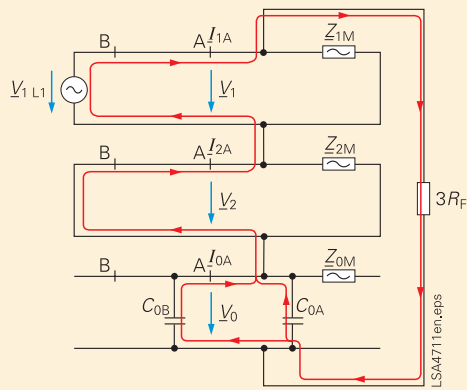 B
A
I1A
Z1M
V1 L1
V1
B
A
I2A
Z2M
V2
3RF
B
A
I0A
Z0M
C0B
V0
C0A
LSA4711en.eps